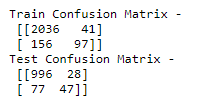 Train Confusion Matrix -
[[2036   41]
[ 156   97]]
Test Confusion Matrix -
[[996  28]
[ 77  47]]